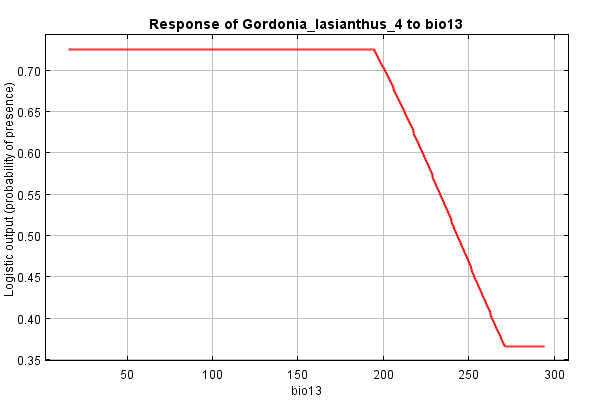 Response of Gordonia_lasianthus_4 to bio13
Logistic output (probability of presence)
0.70
0.65
0.60
0.55
0.50
0.45
0.40
0.35
50 100 150 200 250 300
bio13